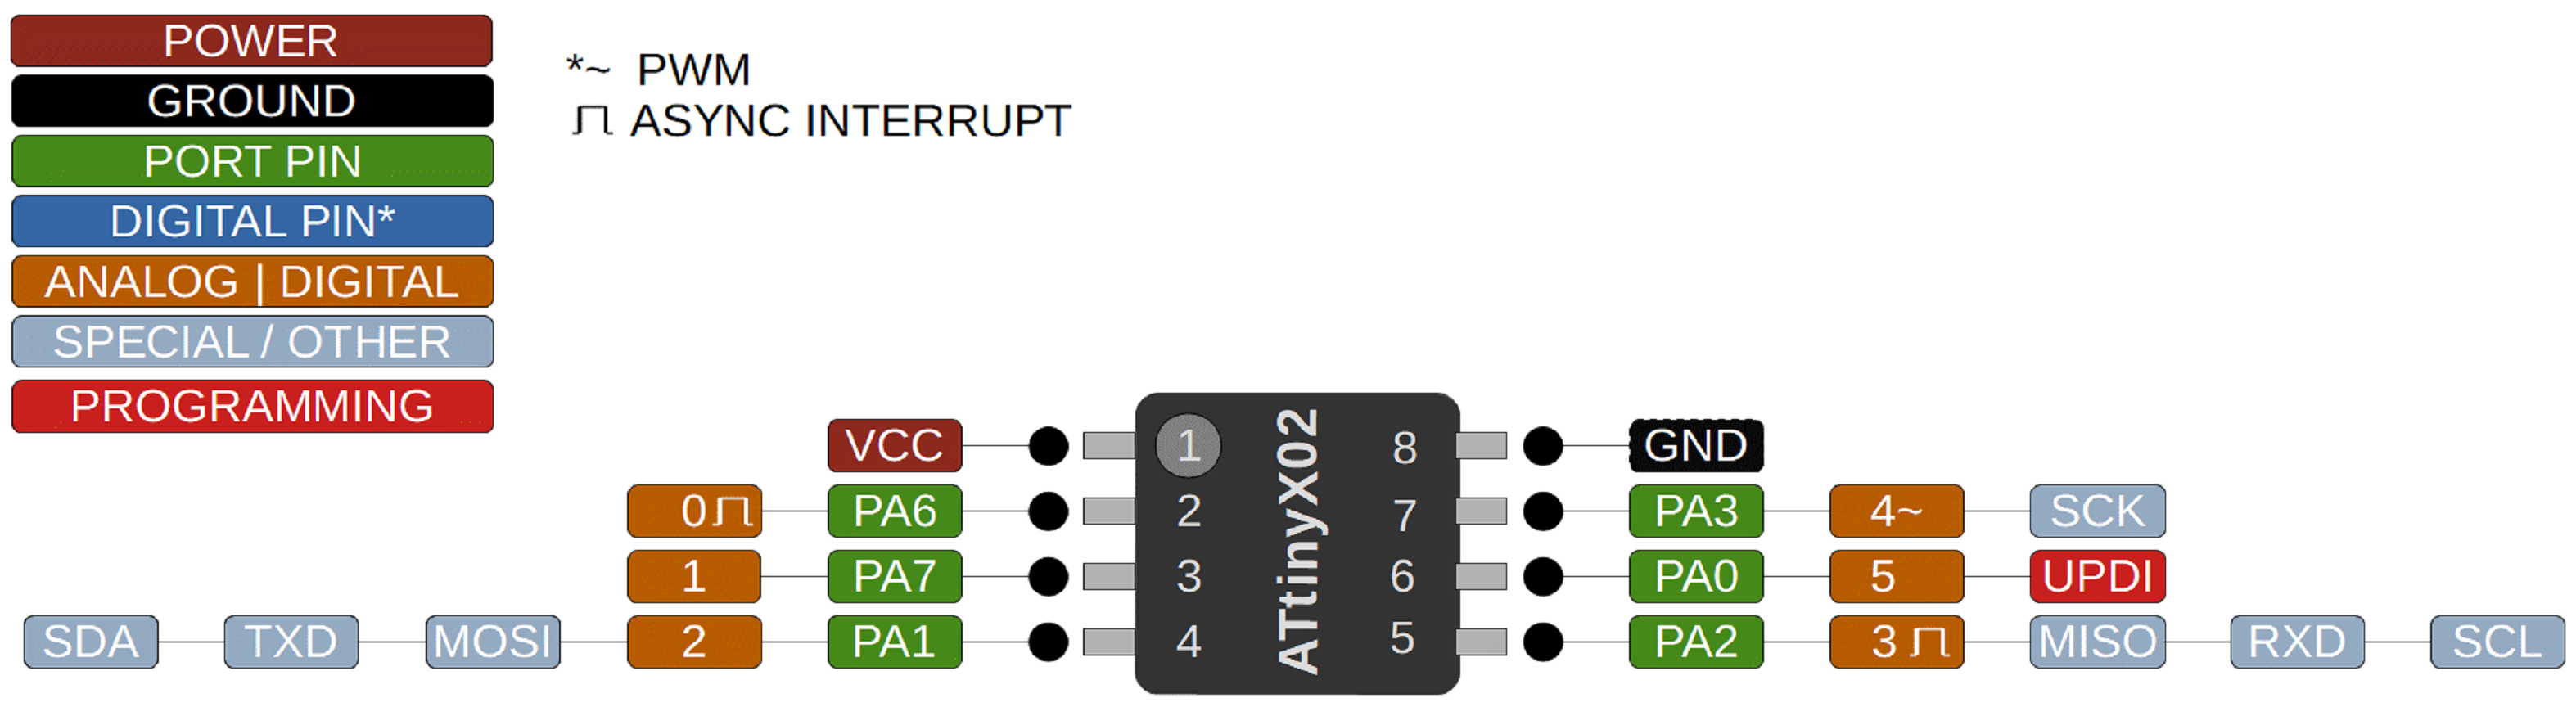 POWER
GROUND
PORT PIN
DIGITAL PIN*
ANALOG | DIGITAL
SPECIAL / OTHER
PROGRAMMING
*~ PWM
ASYNC INTERRUPT
VCC 1 8 GND
0 PA6 2 7 PA3 4~ SCK
1 PA7 3 6 PA0 5 UPDI
SDA TXD MOSI 2 PA1 4 5 PA2 3 MISO RXD SCL
ATtinyX02